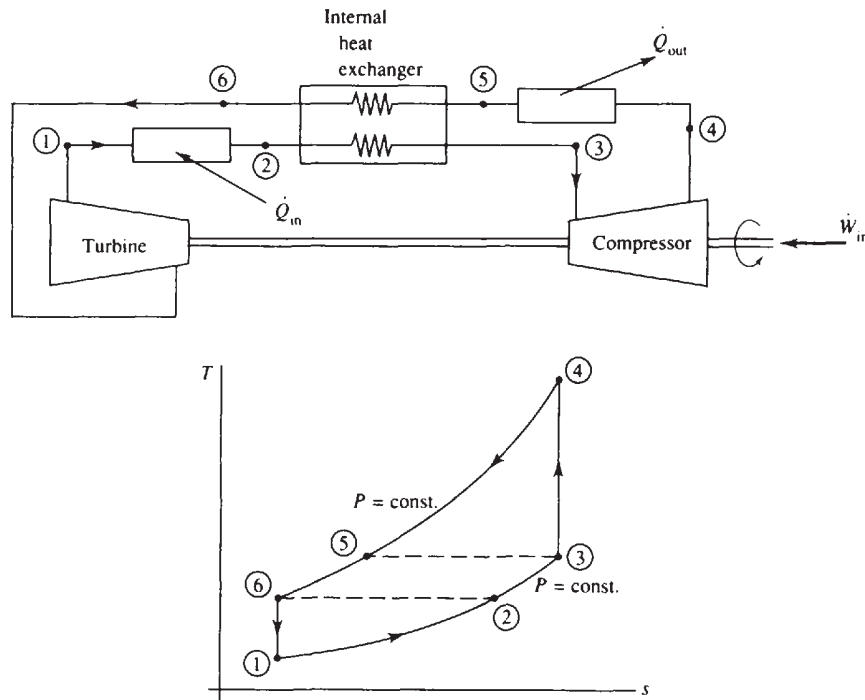 Internal
heat
exchanger
Q̇out
⑥
⑤
④
①
②
③
Q̇in
Turbine
Compressor
Ẇin
T
④
P = const.
⑤
③
⑥
P = const.
②
①
s